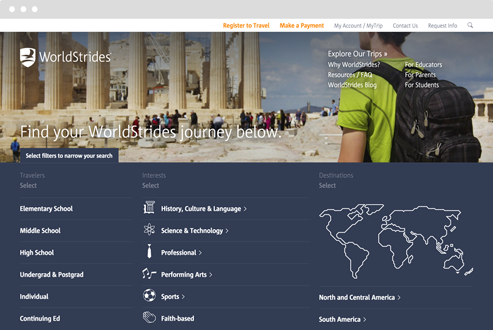 Register to Travel Make a Payment My Account / MyTrip Contact Us Request Info
WorldStrides
Explore Our Trips »
Why WorldStrides? For Educators
Resources / FAQ For Parents
WorldStrides Blog For Students
Find your WorldStrides journey below.
Select filters to narrow your search
Travelers Interests Destinations
Select Select Select
Elementary School History, Culture & Language >
Middle School Science & Technology >
High School Professional >
Undergrad & Postgrad Performing Arts >
Individual Sports > North and Central America >
Continuing Ed Faith-based South America >